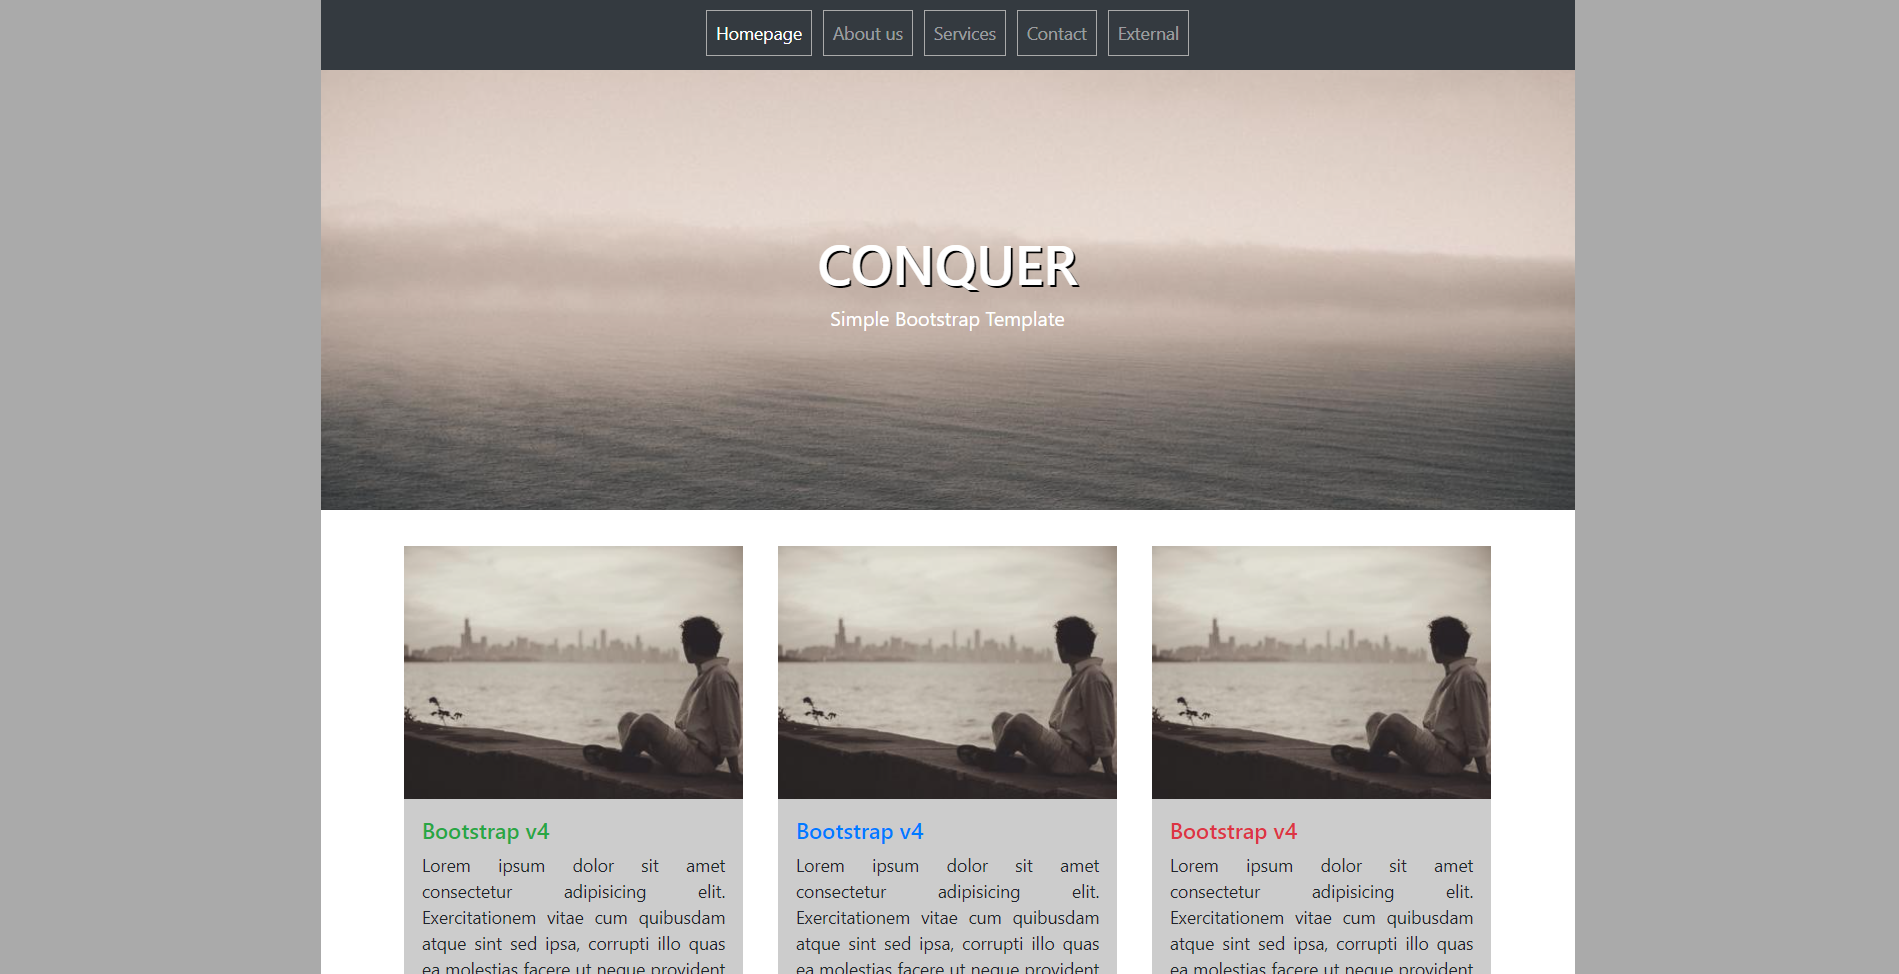 Homepage About us Services Contact External
CONQUER
Simple Bootstrap Template
Bootstrap v4
Lorem ipsum dolor sit amet
consectetur adipisicing elit.
Exercitationem vitae cum quibusdam
atque sint sed ipsa, corrupti illo quas
ea molestias facere ut neque provident
Bootstrap v4
Lorem ipsum dolor sit amet
consectetur adipisicing elit.
Exercitationem vitae cum quibusdam
atque sint sed ipsa, corrupti illo quas
ea molestias facere ut neque provident
Bootstrap v4
Lorem ipsum dolor sit amet
consectetur adipisicing elit.
Exercitationem vitae cum quibusdam
atque sint sed ipsa, corrupti illo quas
ea molestias facere ut neque provident